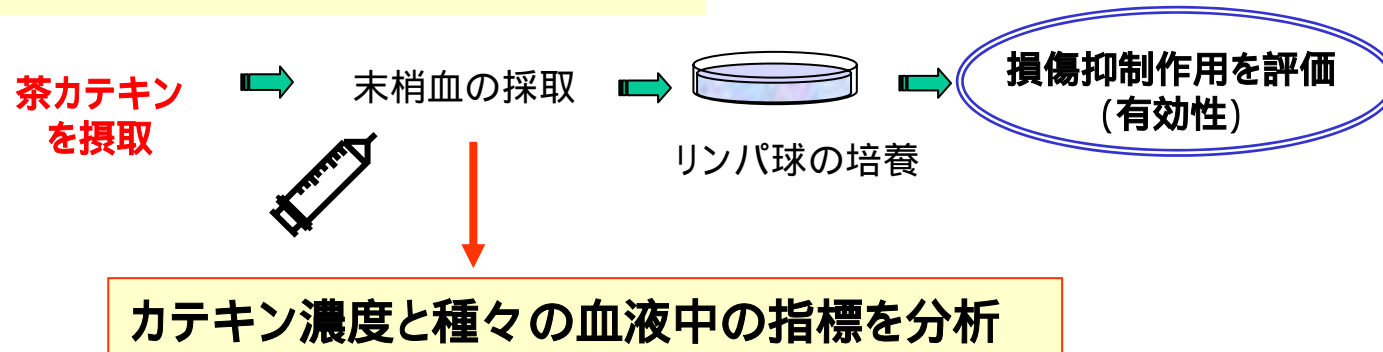 茶カテキン
を摂取
末梢血の採取
リンパ球の培養
損傷抑制作用を評価
(有効性)
カテキン濃度と種々の血液中の指標を分析